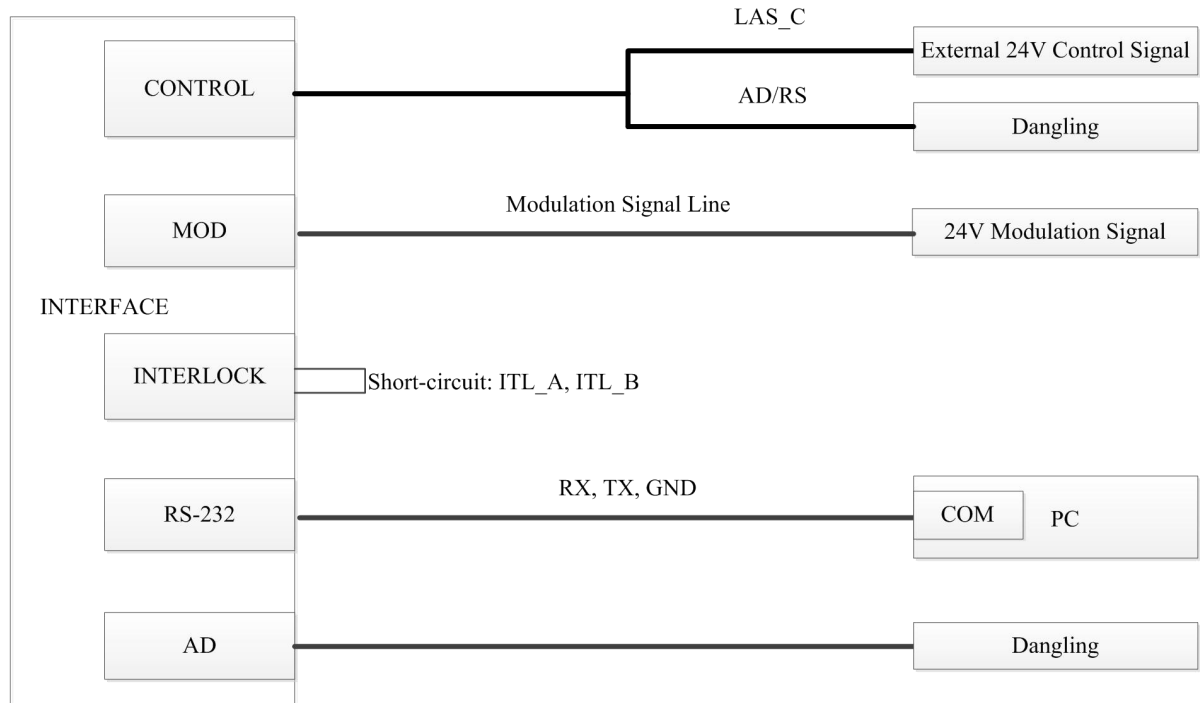 LAS_C
External 24V Control Signal
CONTROL
AD/RS
Dangling
Modulation Signal Line
MOD
24V Modulation Signal
INTERFACE
INTERLOCK
Short-circuit: ITL_A, ITL_B
RX, TX, GND
RS-232
COM
PC
AD
Dangling